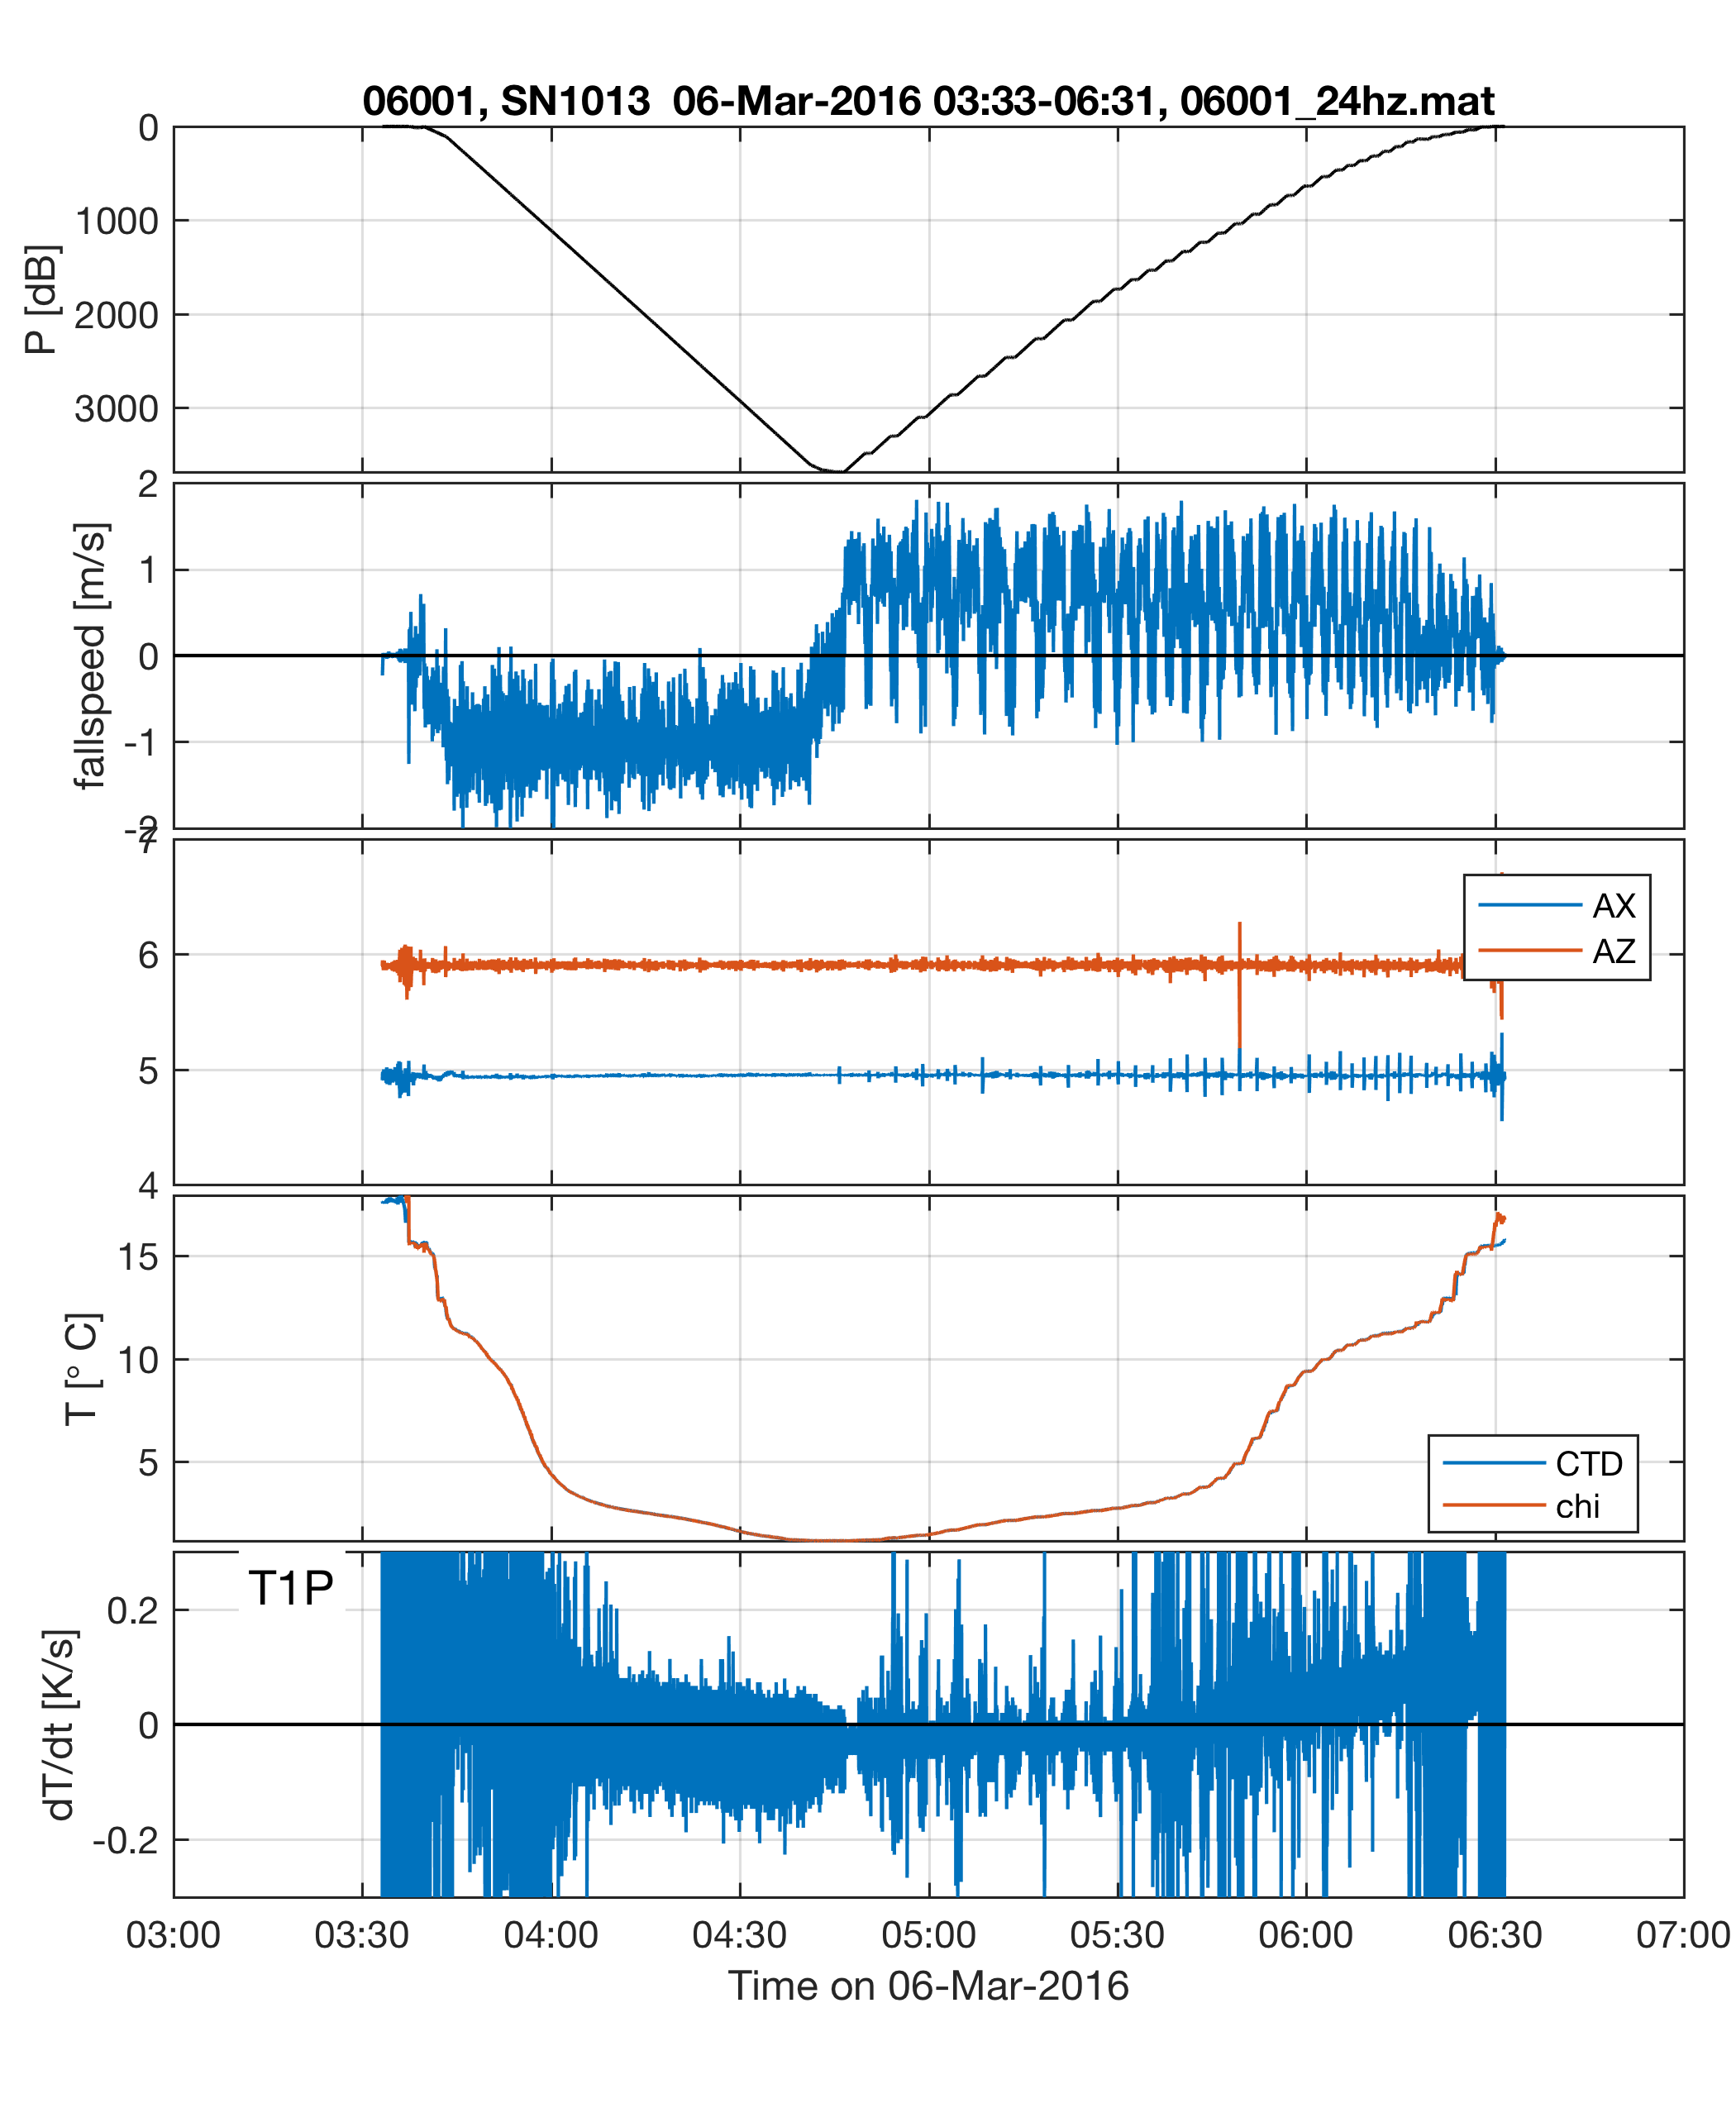 06001, SN1013  06-Mar-2016 03:33-06:31, 06001_24hz.mat
0
1000
2000
3000
P [dB]
2
1
0
-1
-2
fallspeed [m/s]
7
6
5
4
AX
AZ
15
10
5
T [° C]
CTD
chi
T1P
0.2
0
-0.2
dT/dt [K/s]
03:00 03:30 04:00 04:30 05:00 05:30 06:00 06:30 07:00
Time on 06-Mar-2016